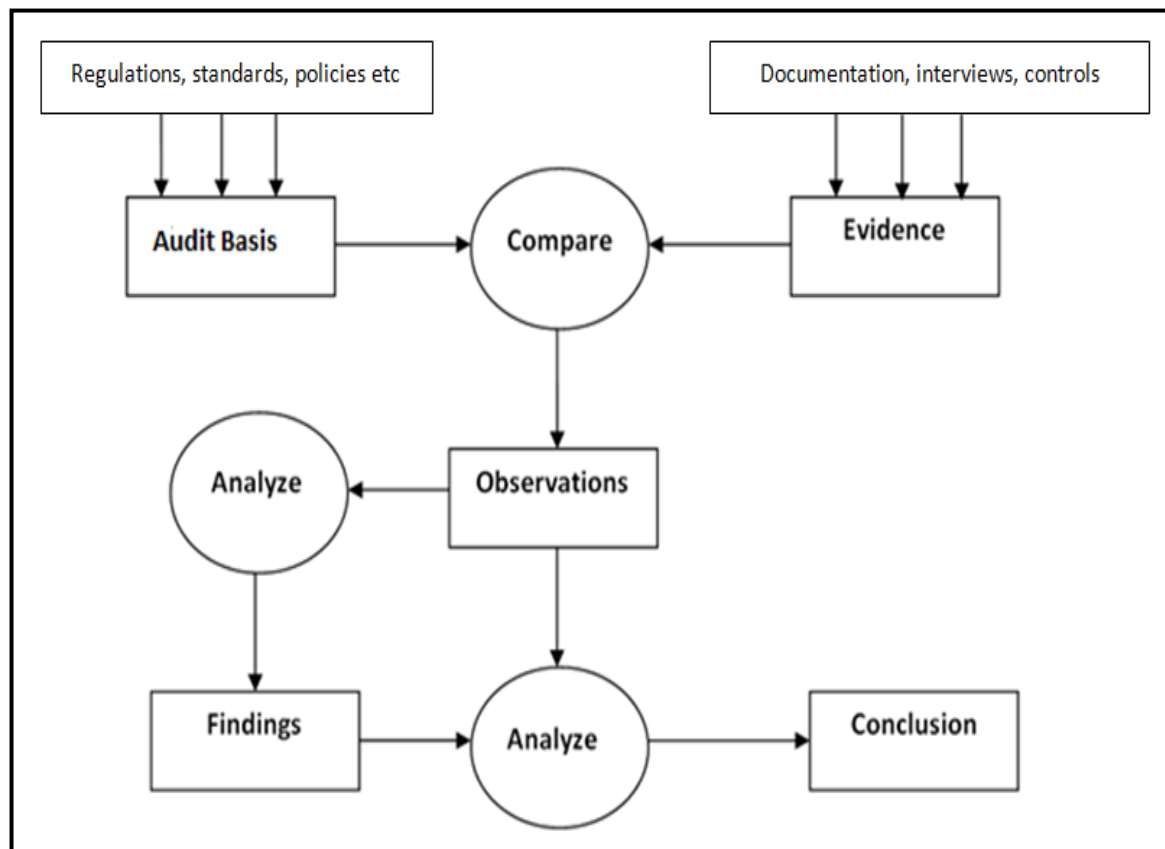 Regulations, standards, policies etc
Documentation, interviews, controls
Audit Basis
Compare
Evidence
Analyze
Observations
Findings
Analyze
Conclusion